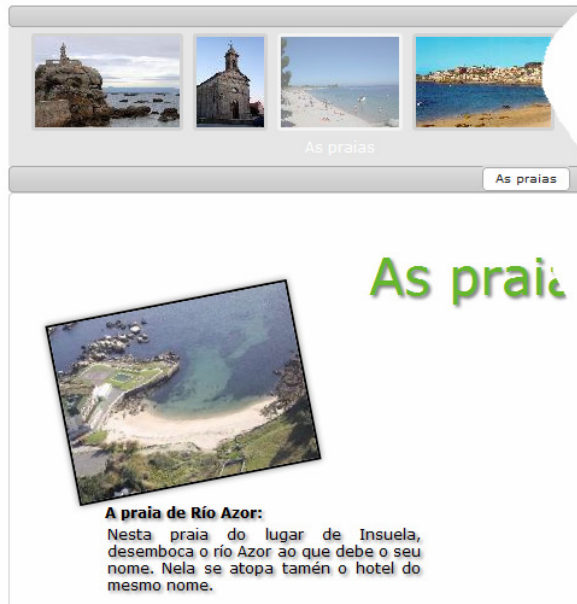 As praias
As praias
As praia
A praia de Río Azor:
Nesta praia do lugar de Insuela,
desemboca o río Azor ao que debe o seu
nome. Nela se atopa tamén o hotel do
mesmo nome.